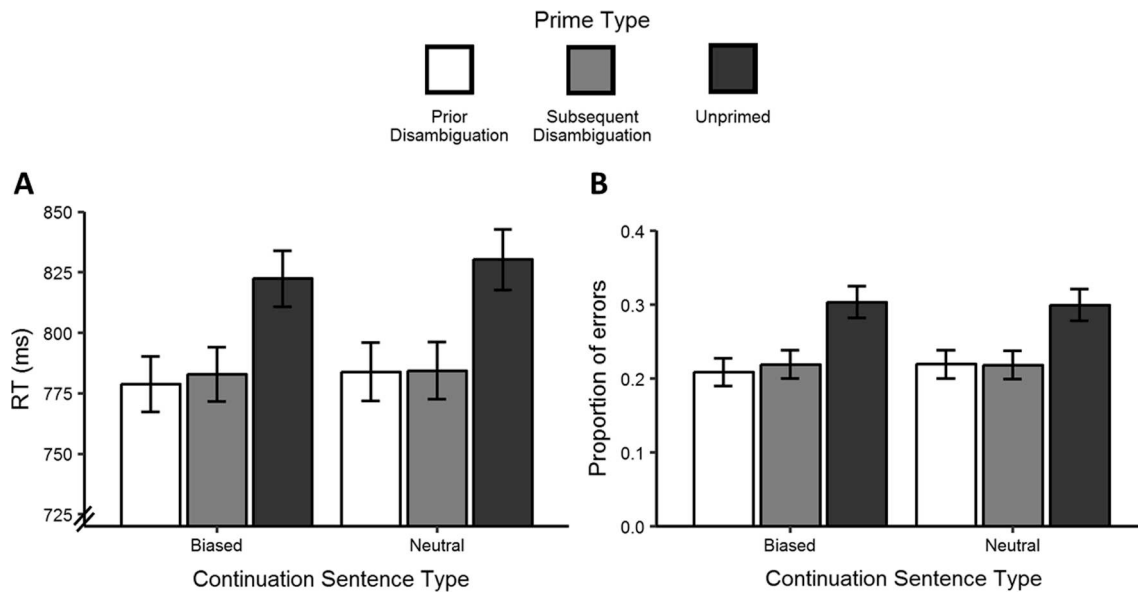 Prime Type
Prior
Disambiguation
Subsequent
Disambiguation
Unprimed
A
850
825
800
775
750
725
RT (ms)
Biased
Neutral
Continuation Sentence Type
B
0.4
0.3
0.2
0.1
0.0
Proportion of errors
Biased
Neutral
Continuation Sentence Type